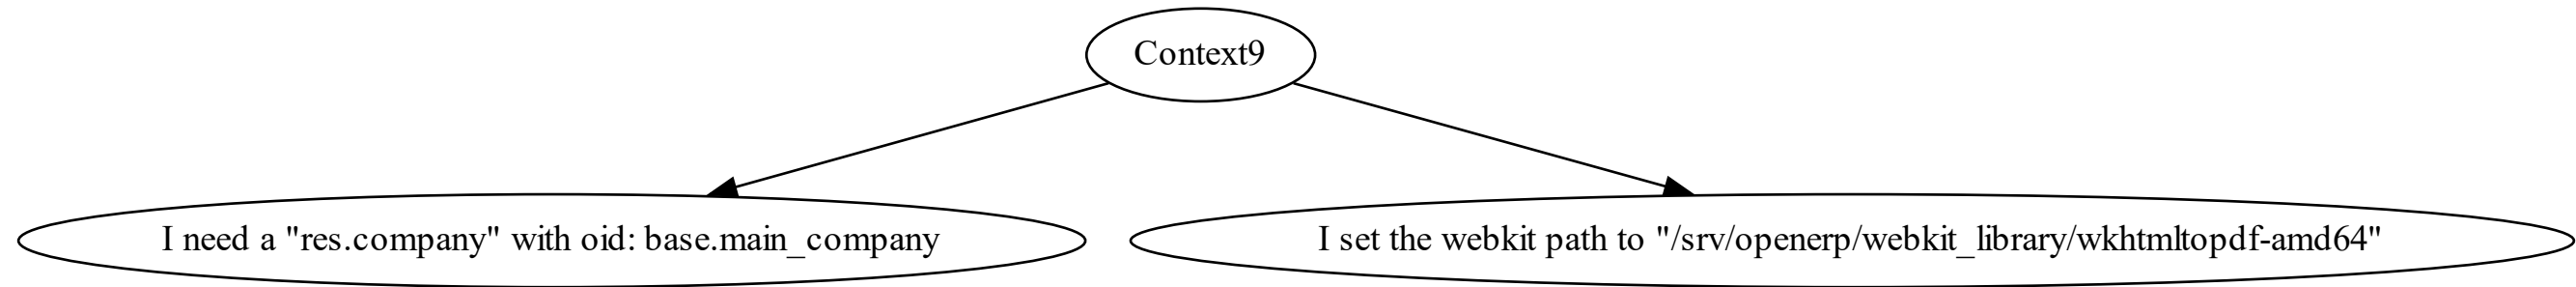 Context9
I need a "res.company" with oid: base.main_company
I set the webkit path to "/srv/openerp/webkit_library/wkhtmltopdf-amd64"